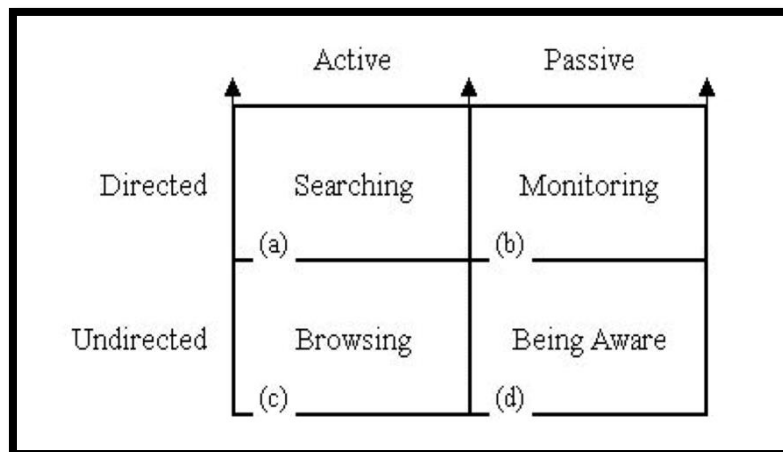 Active Passive
Directed Searching Monitoring
(a) (b)
Undirected Browsing Being Aware
(c) (d)